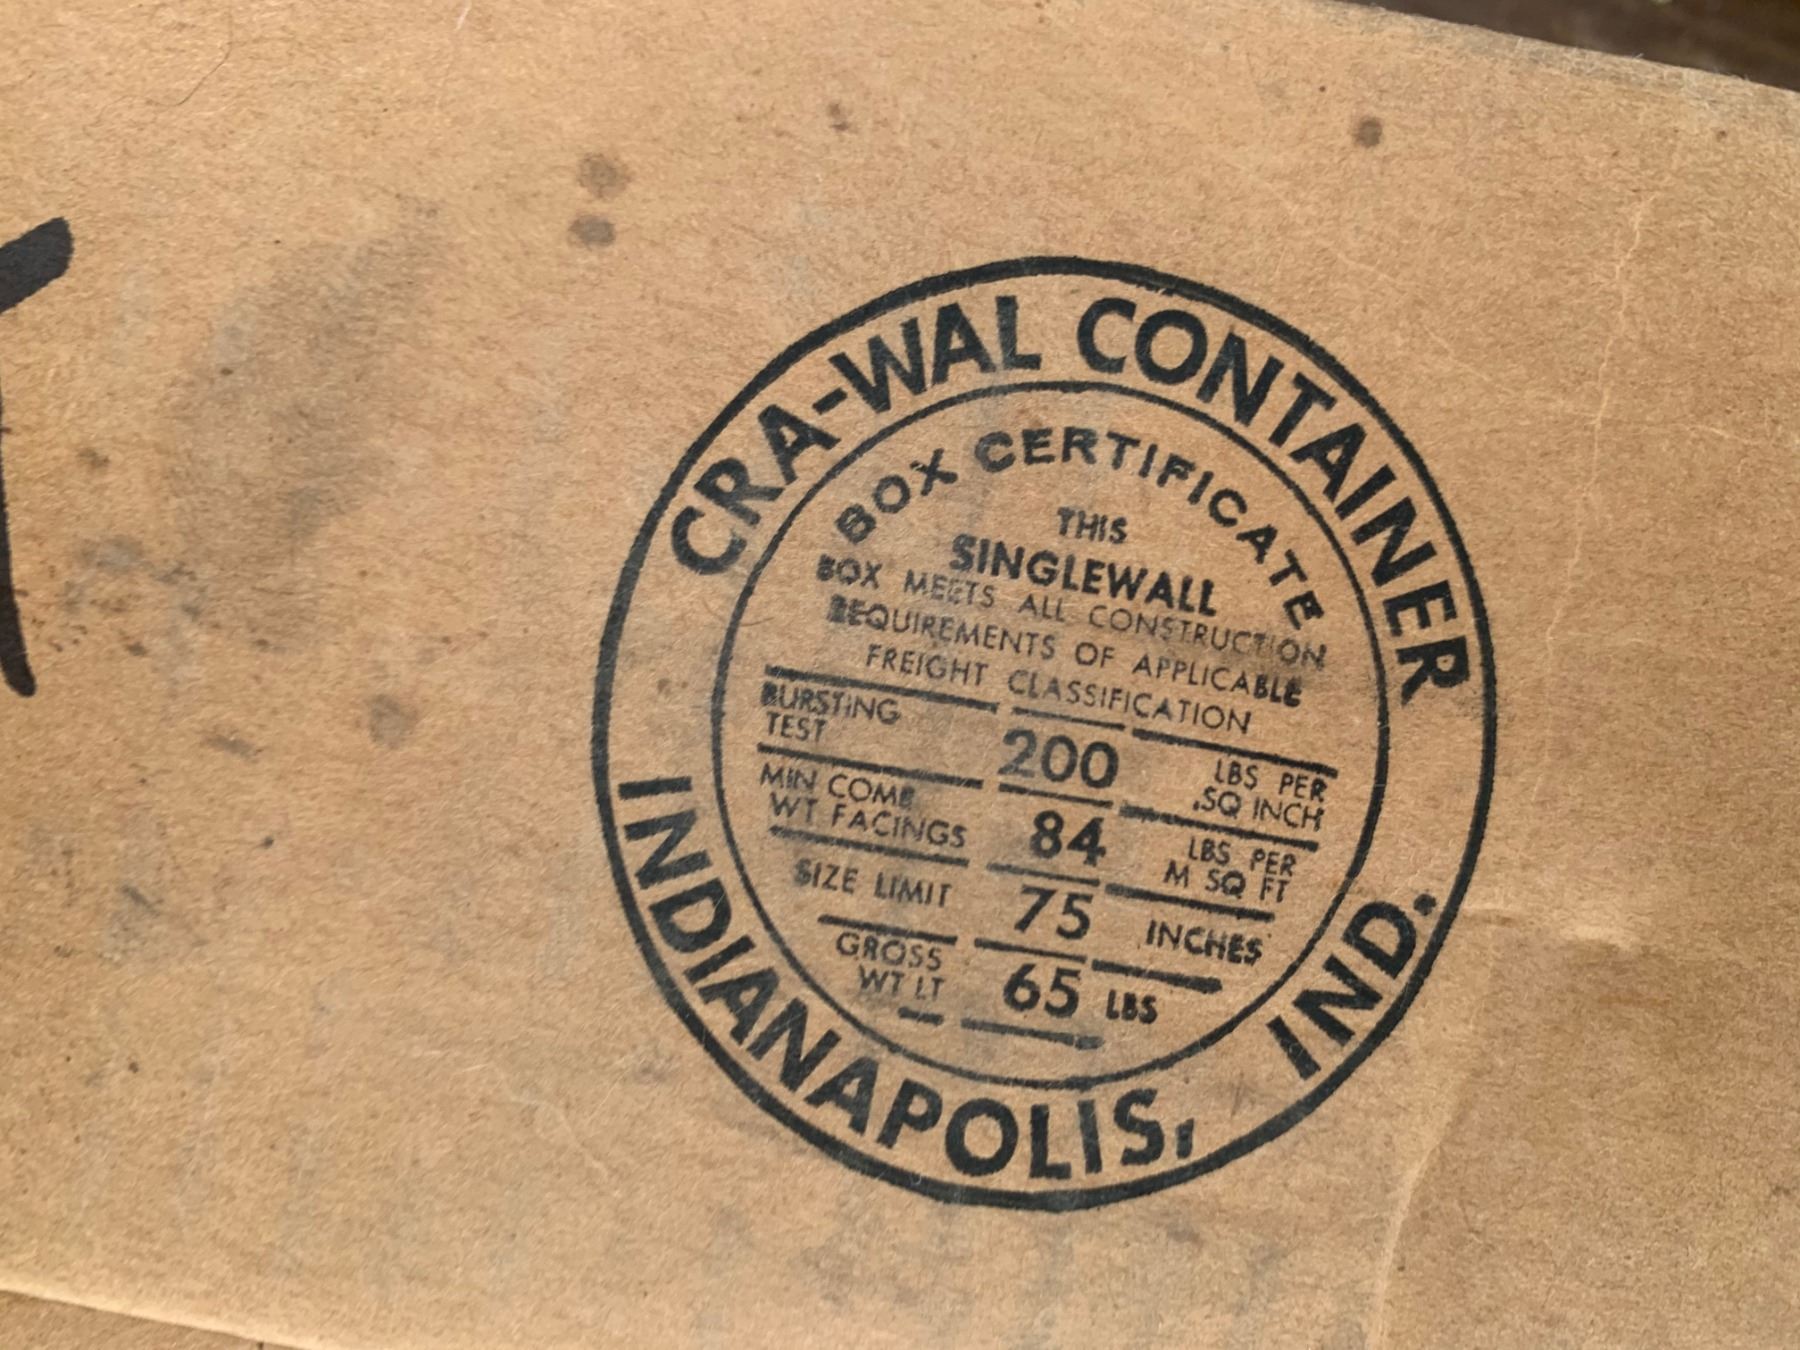 CRA-WAL CONTAINER
BOX CERTIFICATE
THIS
SINGLEWALL
BOX MEETS ALL CONSTRUCTION
REQUIREMENTS OF APPLICABLE
FREIGHT CLASSIFICATION
BURSTING TEST 200 LBS PER SQ INCH
MIN COMB WT FACINGS 84 LBS PER M SQ FT
SIZE LIMIT 75 INCHES
GROSS WT LT 65 LBS
INDIANAPOLIS, IND.